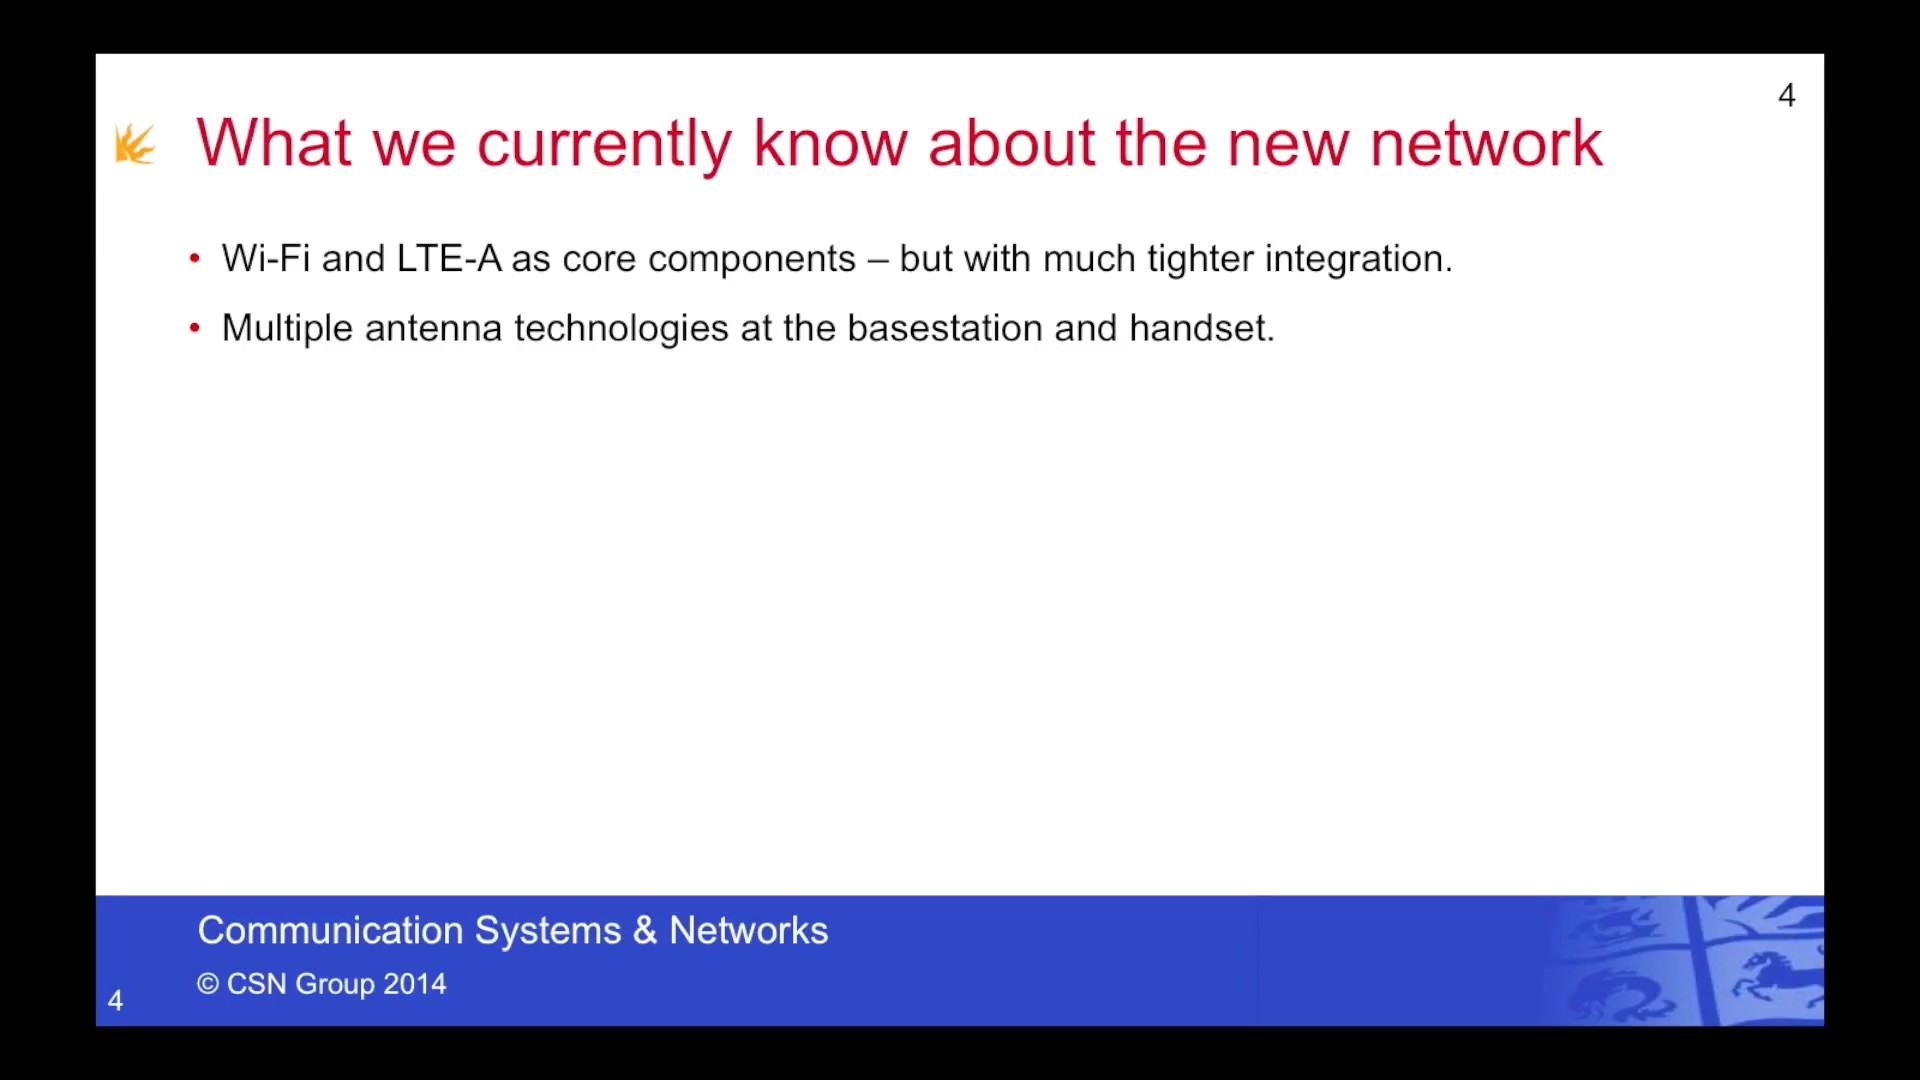 4
What we currently know about the new network
• Wi-Fi and LTE-A as core components – but with much tighter integration.
• Multiple antenna technologies at the basestation and handset.
Communication Systems & Networks
© CSN Group 2014
4